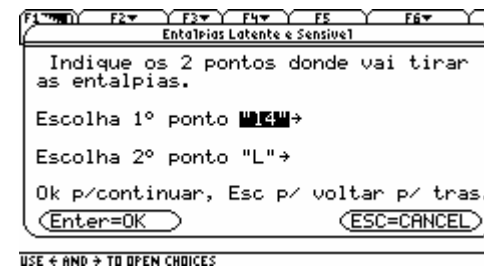 F1 F2▾ F3▾ F4▾ F5 F6▾
Entalpias Latente e Sensivel
Indique os 2 pontos donde vai tirar
as entalpias.
Escolha 1º ponto "14"→
Escolha 2º ponto "L"→
Ok p/continuar, Esc p/ voltar p/ tras.
Enter=OK ESC=CANCEL
USE ← AND → TO OPEN CHOICES